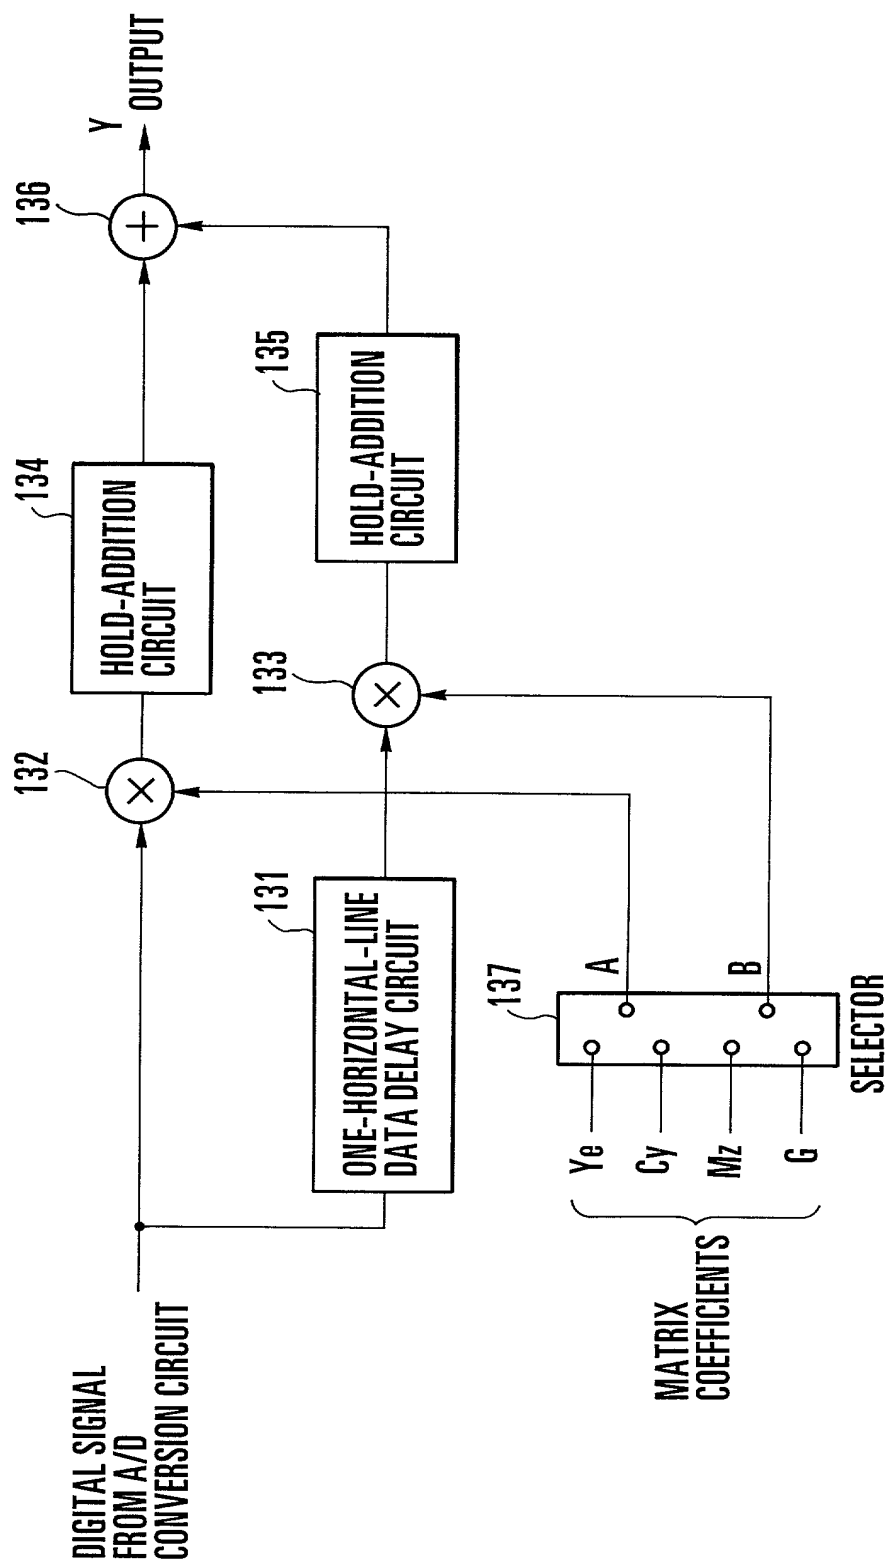 DIGITAL SIGNAL
FROM A/D
CONVERSION CIRCUIT
132
134
136
Y
OUTPUT
HOLD-ADDITION
CIRCUIT
131
ONE-HORIZONTAL-LINE
DATA DELAY CIRCUIT
133
135
HOLD-ADDITION
CIRCUIT
MATRIX
COEFFICIENTS
Ye
Cy
Mz
G
137
A
B
SELECTOR